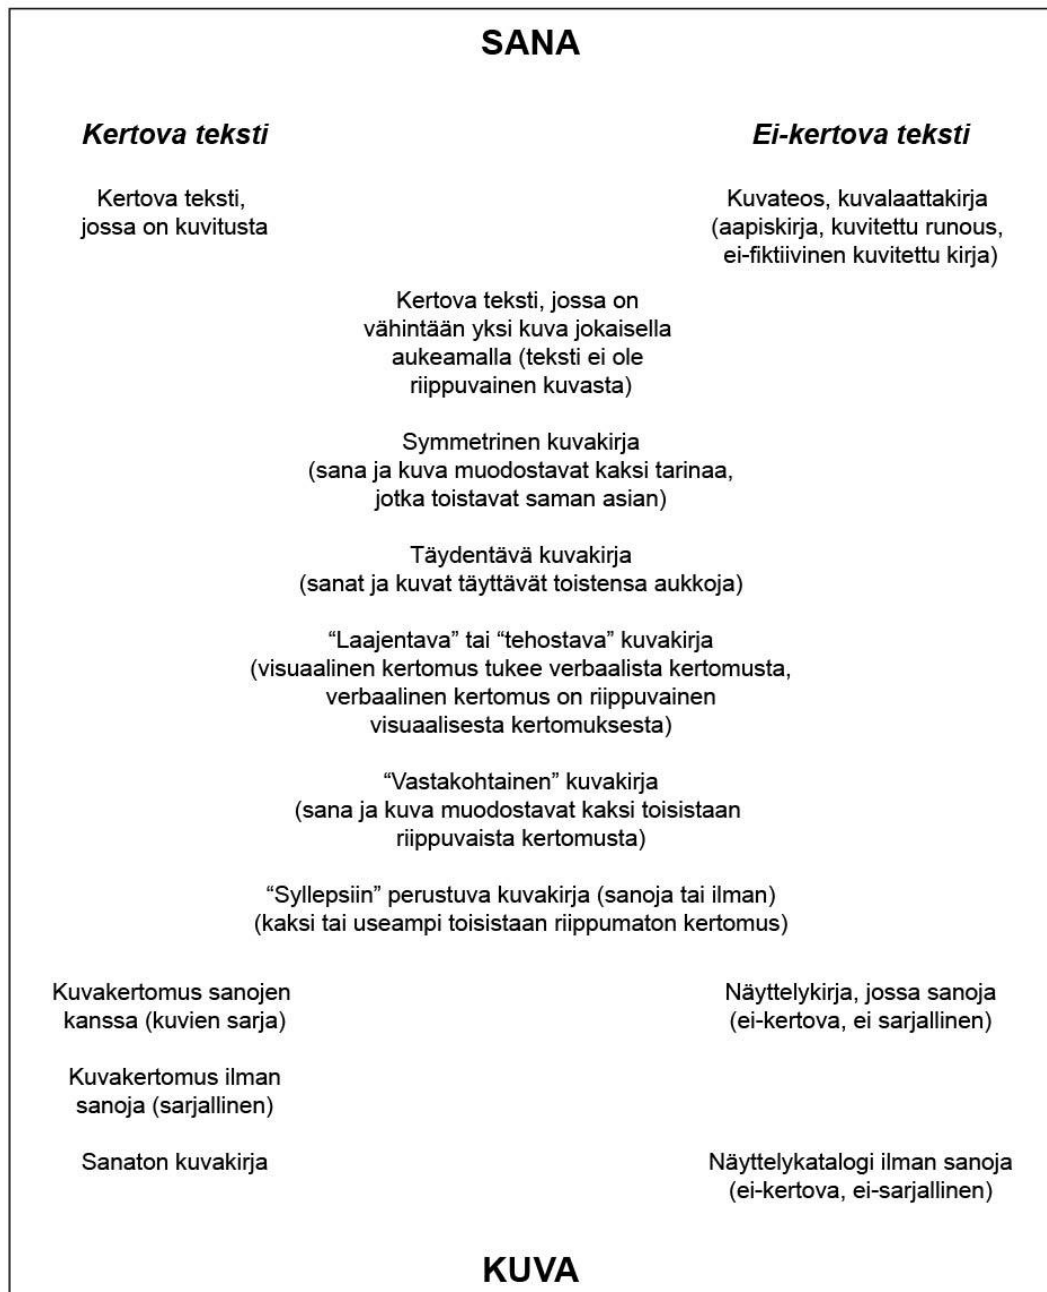 SANA
Kertova teksti
Ei-kertova teksti
Kertova teksti,
jossa on kuvitusta
Kuvateos, kuvalaattakirja
(aapiskirja, kuvitettu runous,
ei-fiktiivinen kuvitettu kirja)
Kertova teksti, jossa on
vähintään yksi kuva jokaisella
aukeamalla (teksti ei ole
riippuvainen kuvasta)
Symmetrinen kuvakirja
(sana ja kuva muodostavat kaksi tarinaa,
jotka toistavat saman asian)
Täydentävä kuvakirja
(sanat ja kuvat täyttävät toistensa aukkoja)
“Laajentava” tai “tehostava” kuvakirja
(visuaalinen kertomus tukee verbaalista kertomusta,
verbaalinen kertomus on riippuvainen
visuaalisesta kertomuksesta)
“Vastakohtainen” kuvakirja
(sana ja kuva muodostavat kaksi toisistaan
riippuvaista kertomusta)
“Syllepsiin” perustuva kuvakirja (sanoja tai ilman)
(kaksi tai useampi toisistaan riippumaton kertomus)
Kuvakertomus sanojen
kanssa (kuvien sarja)
Näyttelykirja, jossa sanoja
(ei-kertova, ei sarjallinen)
Kuvakertomus ilman
sanoja (sarjallinen)
Sanaton kuvakirja
Näyttelykatalogi ilman sanoja
(ei-kertova, ei-sarjallinen)
KUVA